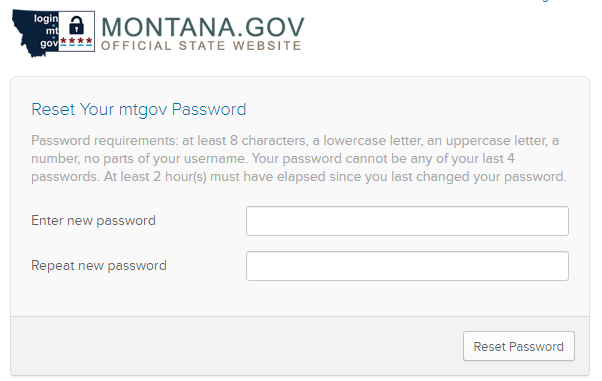 login
mt
gov
****
MONTANA.GOV
OFFICIAL STATE WEBSITE
Reset Your mtgov Password
Password requirements: at least 8 characters, a lowercase letter, an uppercase letter, a
number, no parts of your username. Your password cannot be any of your last 4
passwords. At least 2 hour(s) must have elapsed since you last changed your password.
Enter new password
Repeat new password
Reset Password